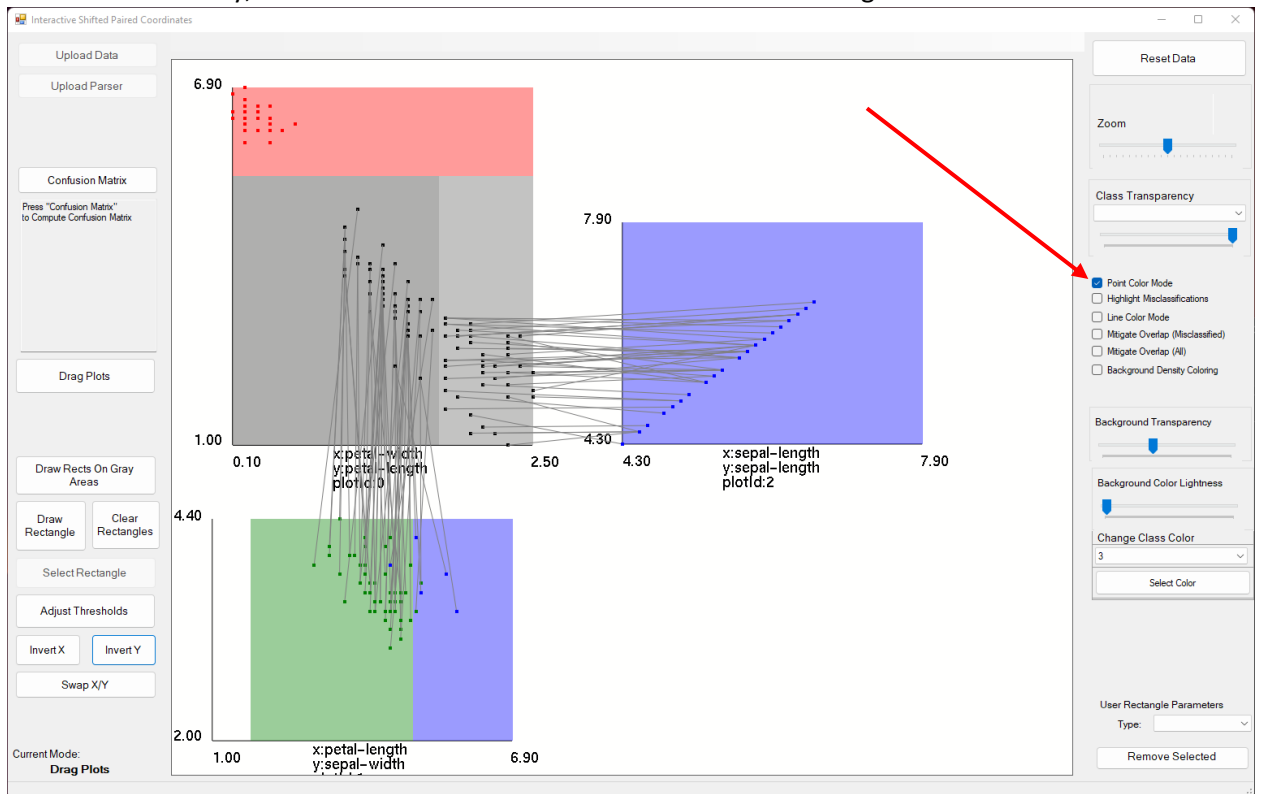 Interactive Shifted Paired Coordinates
Upload Data
Upload Parser
Confusion Matrix
Press "Confusion Matrix"
to Compute Confusion Matrix
Drag Plots
Draw Rects On Gray
Areas
Draw
Rectangle
Clear
Rectangles
Select Rectangle
Adjust Thresholds
Invert X
Invert Y
Swap X/Y
Current Mode:
Drag Plots
6.90
1.00
0.10
x:petal-width
y:petal-length
plotId:0
2.50
7.90
4.30
4.30
x:sepal-length
y:sepal-length
plotId:2
7.90
4.40
2.00
1.00
x:petal-length
y:sepal-width
6.90
Reset Data
Zoom
Class Transparency
Point Color Mode
Highlight Misclassifications
Line Color Mode
Mitigate Overlap (Misclassified)
Mitigate Overlap (All)
Background Density Coloring
Background Transparency
Background Color Lightness
Change Class Color
3
Select Color
User Rectangle Parameters
Type:
Remove Selected